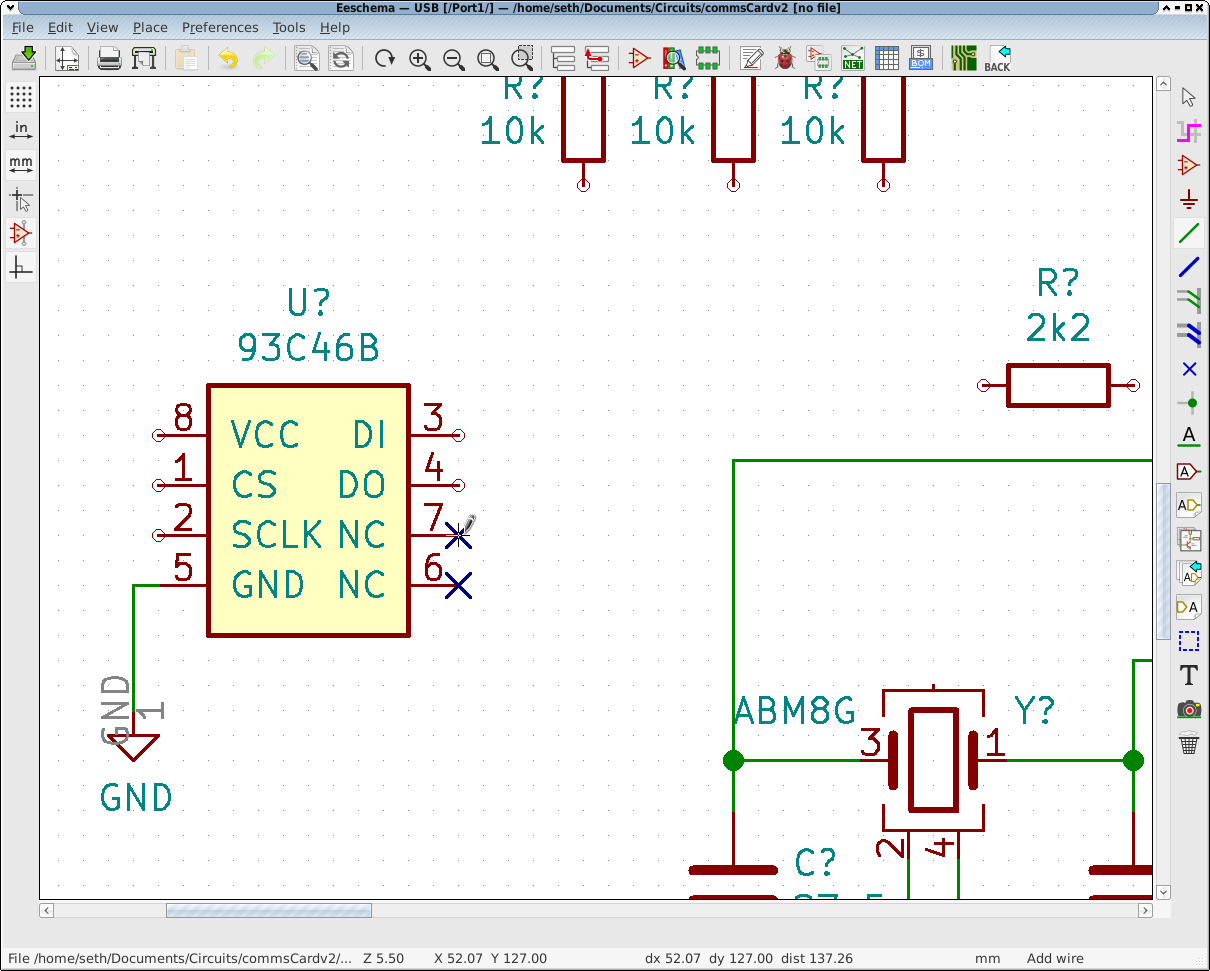 Eeschema — USB [/Port1/] — /home/seth/Documents/Circuits/commsCardv2 [no file]
File Edit View Place Preferences Tools Help
NET
$
BOM
BACK
in
mm
R? R? R?
10k 10k 10k
R?
2k2
U?
93C46B
8 VCC DI 3
1 CS DO 4
2 SCLK NC 7
5 GND NC 6
GND 1
GND
ABM8G Y?
3 1
2 4
C?
A
A
AD
AD
DA
T
File /home/seth/Documents/Circuits/commsCardv2/... Z 5.50 X 52.07 Y 127.00 dx 52.07 dy 127.00 dist 137.26 mm Add wire